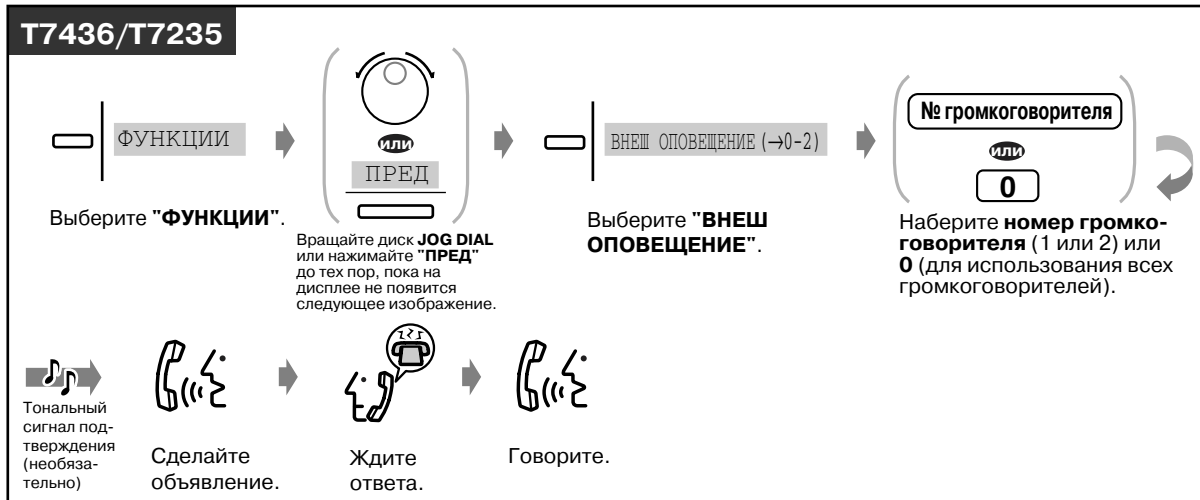 T7436/T7235
ФУНКЦИИ
Выберите "ФУНКЦИИ".
или
ПРЕД
Вращайте диск JOG DIAL
или нажимайте "ПРЕД"
до тех пор, пока на
дисплее не появится
следующее изображение.
ВНЕШ ОПОВЕЩЕНИЕ (→0-2)
Выберите "ВНЕШ
ОПОВЕЩЕНИЕ".
№ громкоговорителя
или
0
Наберите номер громко-
говорителя (1 или 2) или
0 (для использования всех
громкоговорителей).
Тональный
сигнал под-
тверждения
(необяза-
тельно)
Сделайте
объявление.
Ждите
ответа.
Говорите.